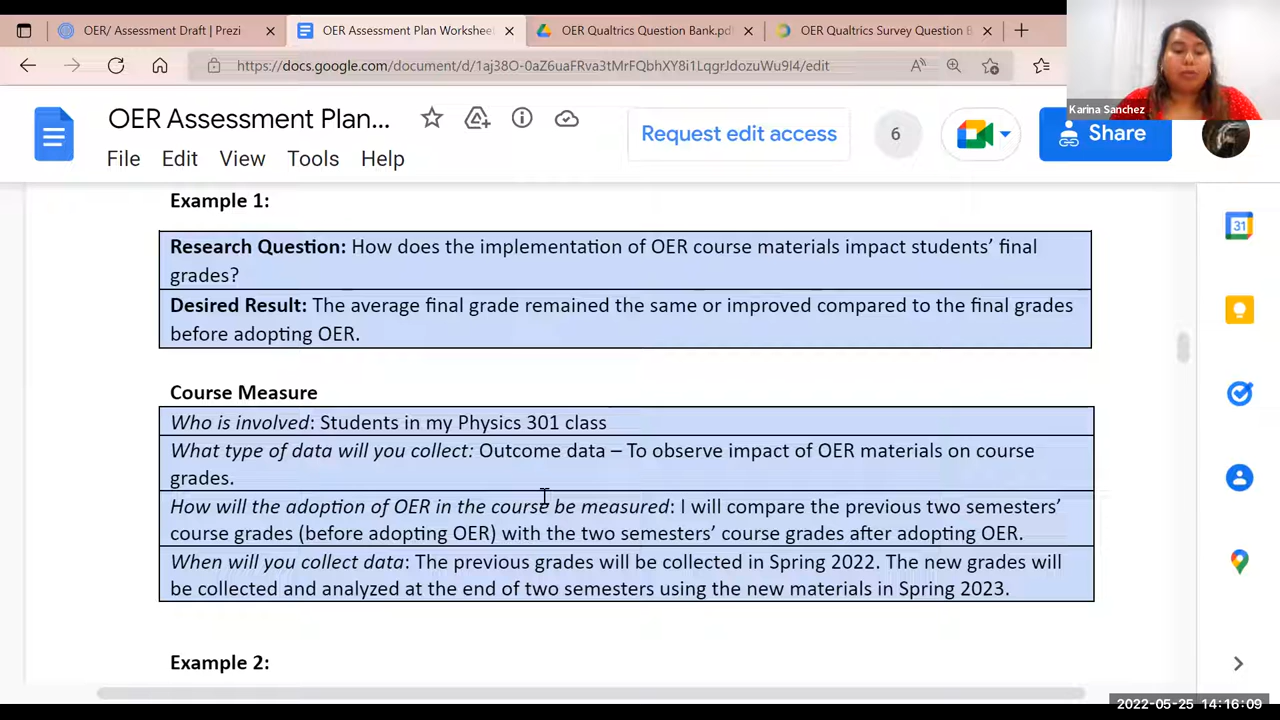 OER/ Assessment Draft | Prezi
OER Assessment Plan Workshee
OER Qualtrics Question Bank.pd
OER Qualtrics Survey Question B
https://docs.google.com/document/d/1aj38O-0aZ6uaFRva3tMrFQbhXY8i1LqgrJdozuWu9I4/edit
Karina Sanchez
OER Assessment Plan...
Request edit access
6
Share
File Edit View Tools Help
31
Example 1:
Research Question: How does the implementation of OER course materials impact students’ final
grades?
Desired Result: The average final grade remained the same or improved compared to the final grades
before adopting OER.
Course Measure
Who is involved: Students in my Physics 301 class
What type of data will you collect: Outcome data – To observe impact of OER materials on course
grades.
How will the adoption of OER in the course be measured: I will compare the previous two semesters’
course grades (before adopting OER) with the two semesters’ course grades after adopting OER.
When will you collect data: The previous grades will be collected in Spring 2022. The new grades will
be collected and analyzed at the end of two semesters using the new materials in Spring 2023.
Example 2:
2022-05-25 14:16:09